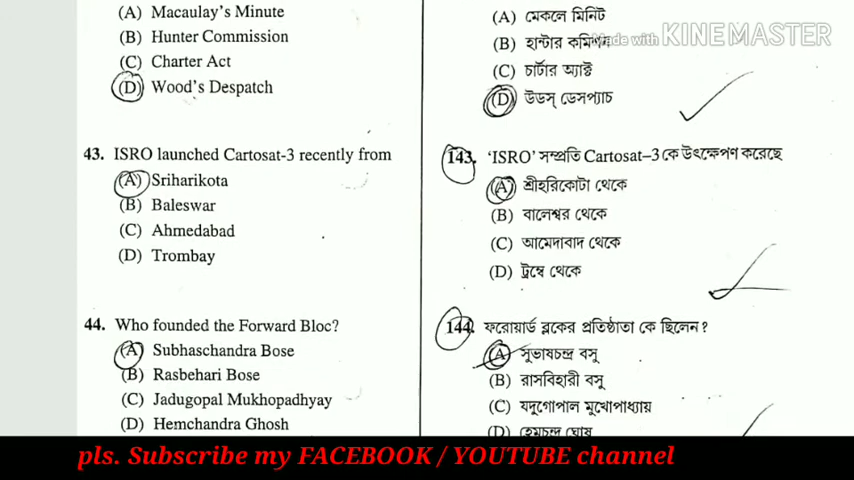 (A) Macaulay's Minute
(B) Hunter Commission
(C) Charter Act
(D) Wood's Despatch
43. ISRO launched Cartosat-3 recently from
(A) Sriharikota
(B) Baleswar
(C) Ahmedabad
(D) Trombay
44. Who founded the Forward Bloc?
(A) Subhaschandra Bose
(B) Rasbehari Bose
(C) Jadugopal Mukhopadhyay
(D) Hemchandra Ghosh
(A) মেকলে মিনিট
(B) হান্টার কমিশন
(C) চার্টার অ্যাক্ট
(D) উডস্ ডেসপ্যাচ
143. 'ISRO' সম্প্রতি Cartosat–3 কে উৎক্ষেপণ করেছে
(A) শ্রীহরিকোটা থেকে
(B) বালেশ্বর থেকে
(C) আমেদাবাদ থেকে
(D) ট্রম্বে থেকে
144. ফরোয়ার্ড ব্লকের প্রতিষ্ঠাতা কে ছিলেন?
(A) সুভাষচন্দ্র বসু
(B) রাসবিহারী বসু
(C) যদুগোপাল মুখোপাধ্যায়
(D) হেমচন্দ্র ঘোষ
Made with KINEMASTER
pls. Subscribe my FACEBOOK / YOUTUBE channel